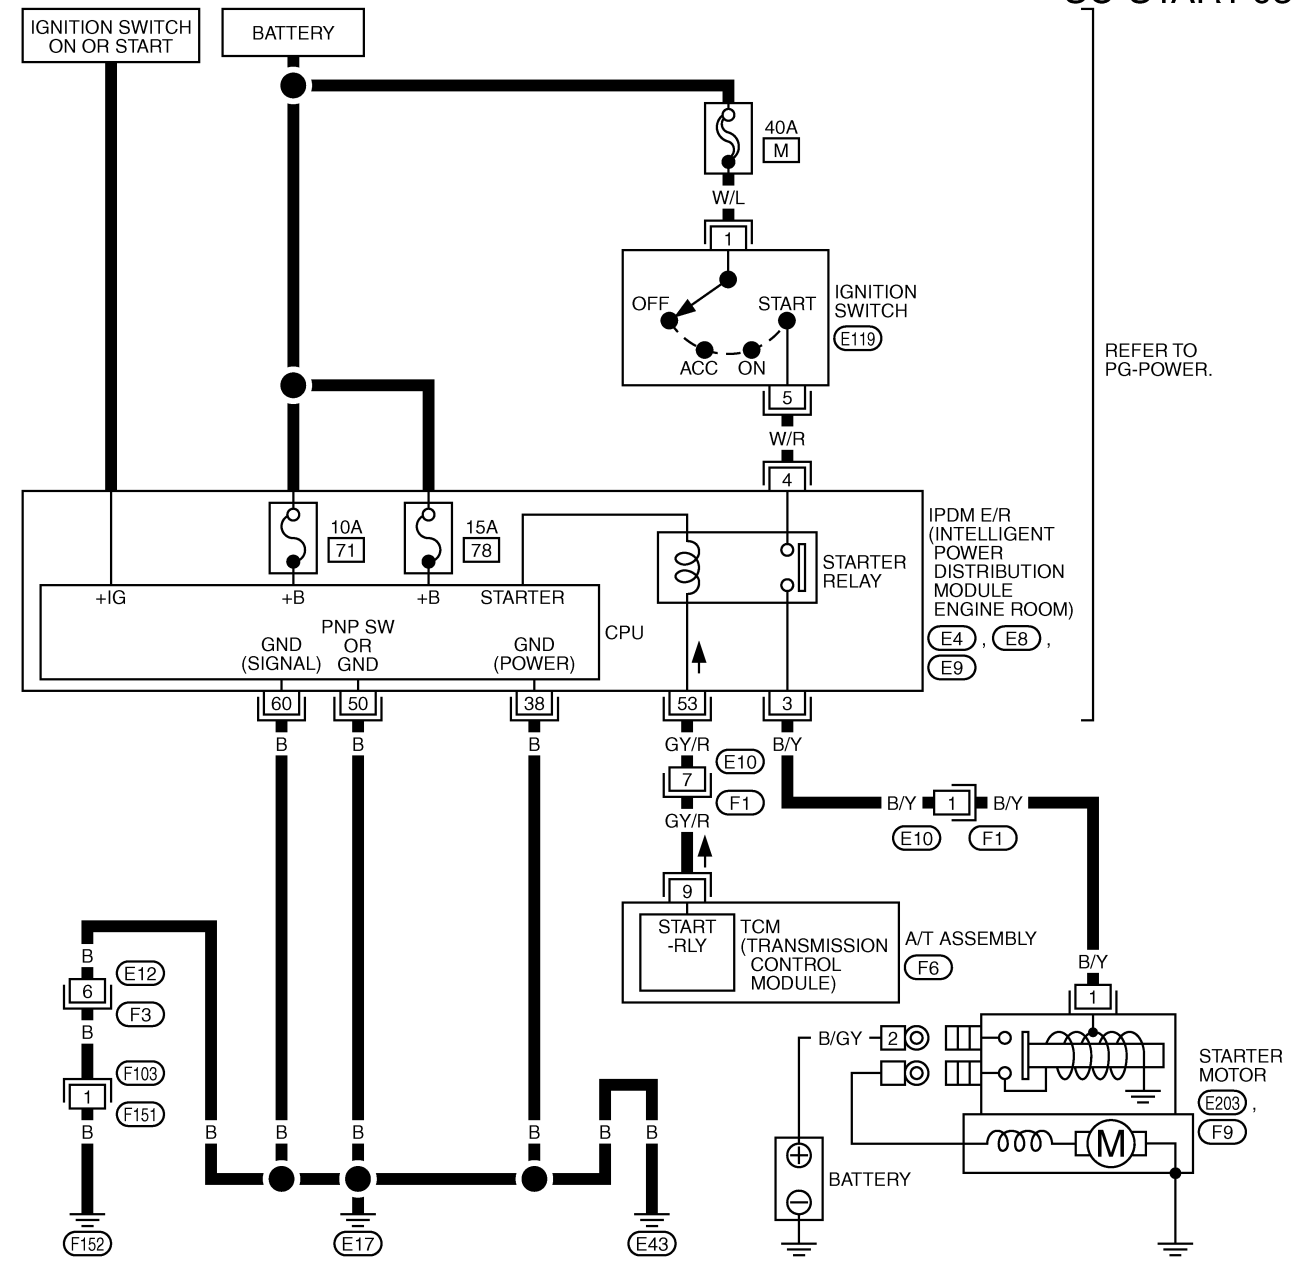 IGNITION SWITCH
ON OR START
BATTERY
40A
M
W/L
1
IGNITION
SWITCH
E119
OFF
START
ACC
ON
5
W/R
4
REFER TO
PG-POWER.
10A
71
15A
78
STARTER
RELAY
IPDM E/R
(INTELLIGENT
POWER
DISTRIBUTION
MODULE
ENGINE ROOM)
E4 , E8 ,
E9
+IG
+B
+B
STARTER
CPU
GND
(SIGNAL)
PNP SW
OR
GND
GND
(POWER)
60
50
38
53
3
B
B
B
GY/R
B/Y
7
E10
F1
GY/R
B/Y
1
B/Y
E10
F1
9
START
-RLY
TCM
(TRANSMISSION
CONTROL
MODULE)
A/T ASSEMBLY
F6
B/Y
1
B
6
E12
F3
B
F103
1
F151
B
B
B
B
B
B
B
B/GY
2
STARTER
MOTOR
E203 ,
F9
M
BATTERY
F152
E17
E43